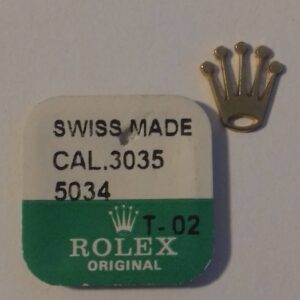 SWISS MADE
CAL.3035
5034
T-02
ROLEX
ORIGINAL